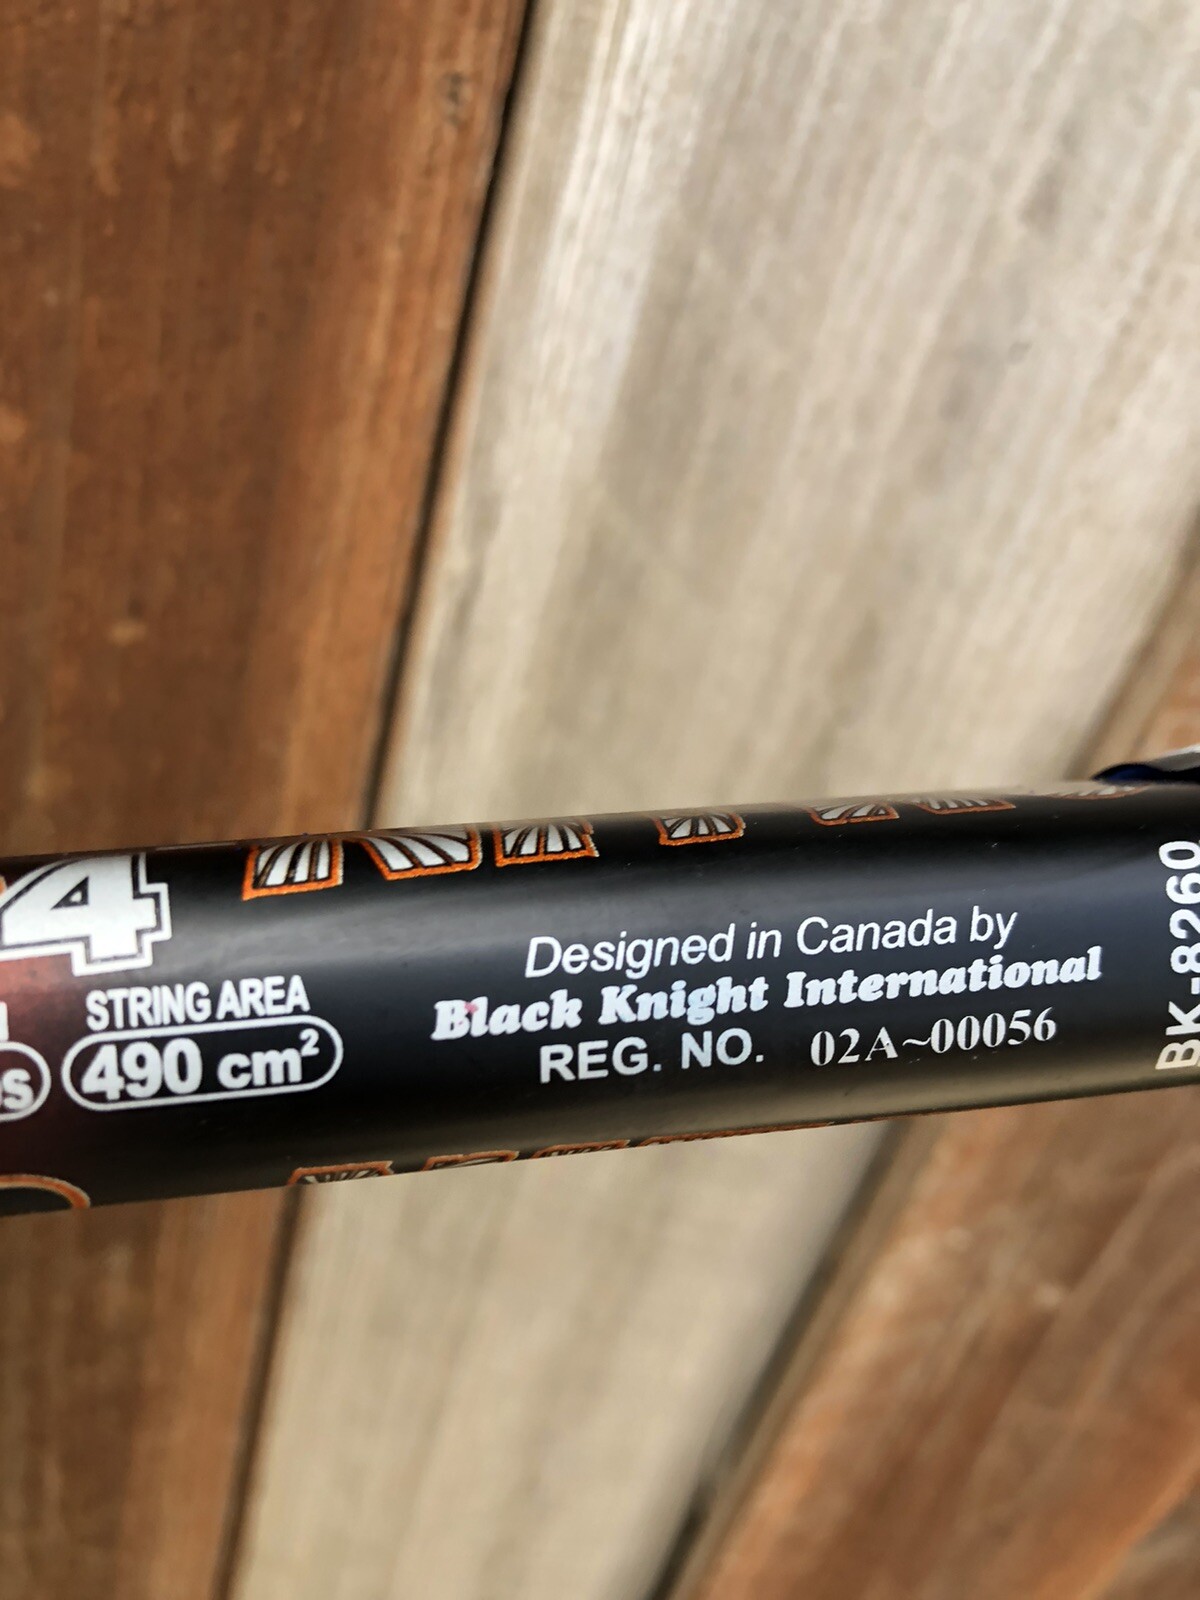 4
STRING AREA
490 cm²
Designed in Canada by
Black Knight International
REG. NO. 02A~00056
BK-8260